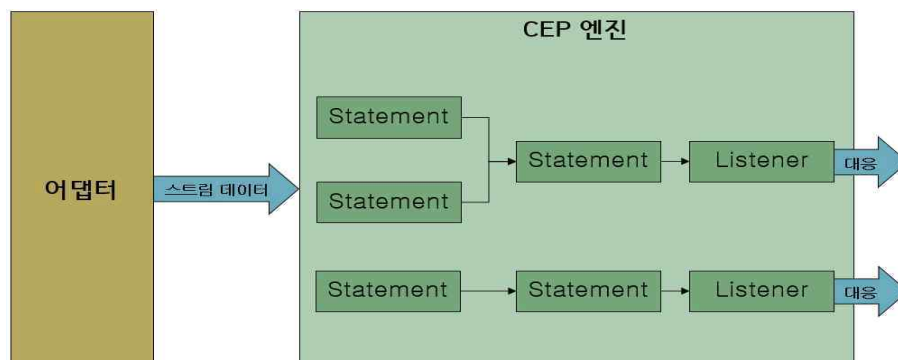 CEP 엔진
어댑터
스트림 데이터
Statement
Statement
Statement
Listener
대응
Statement
Statement
Listener
대응